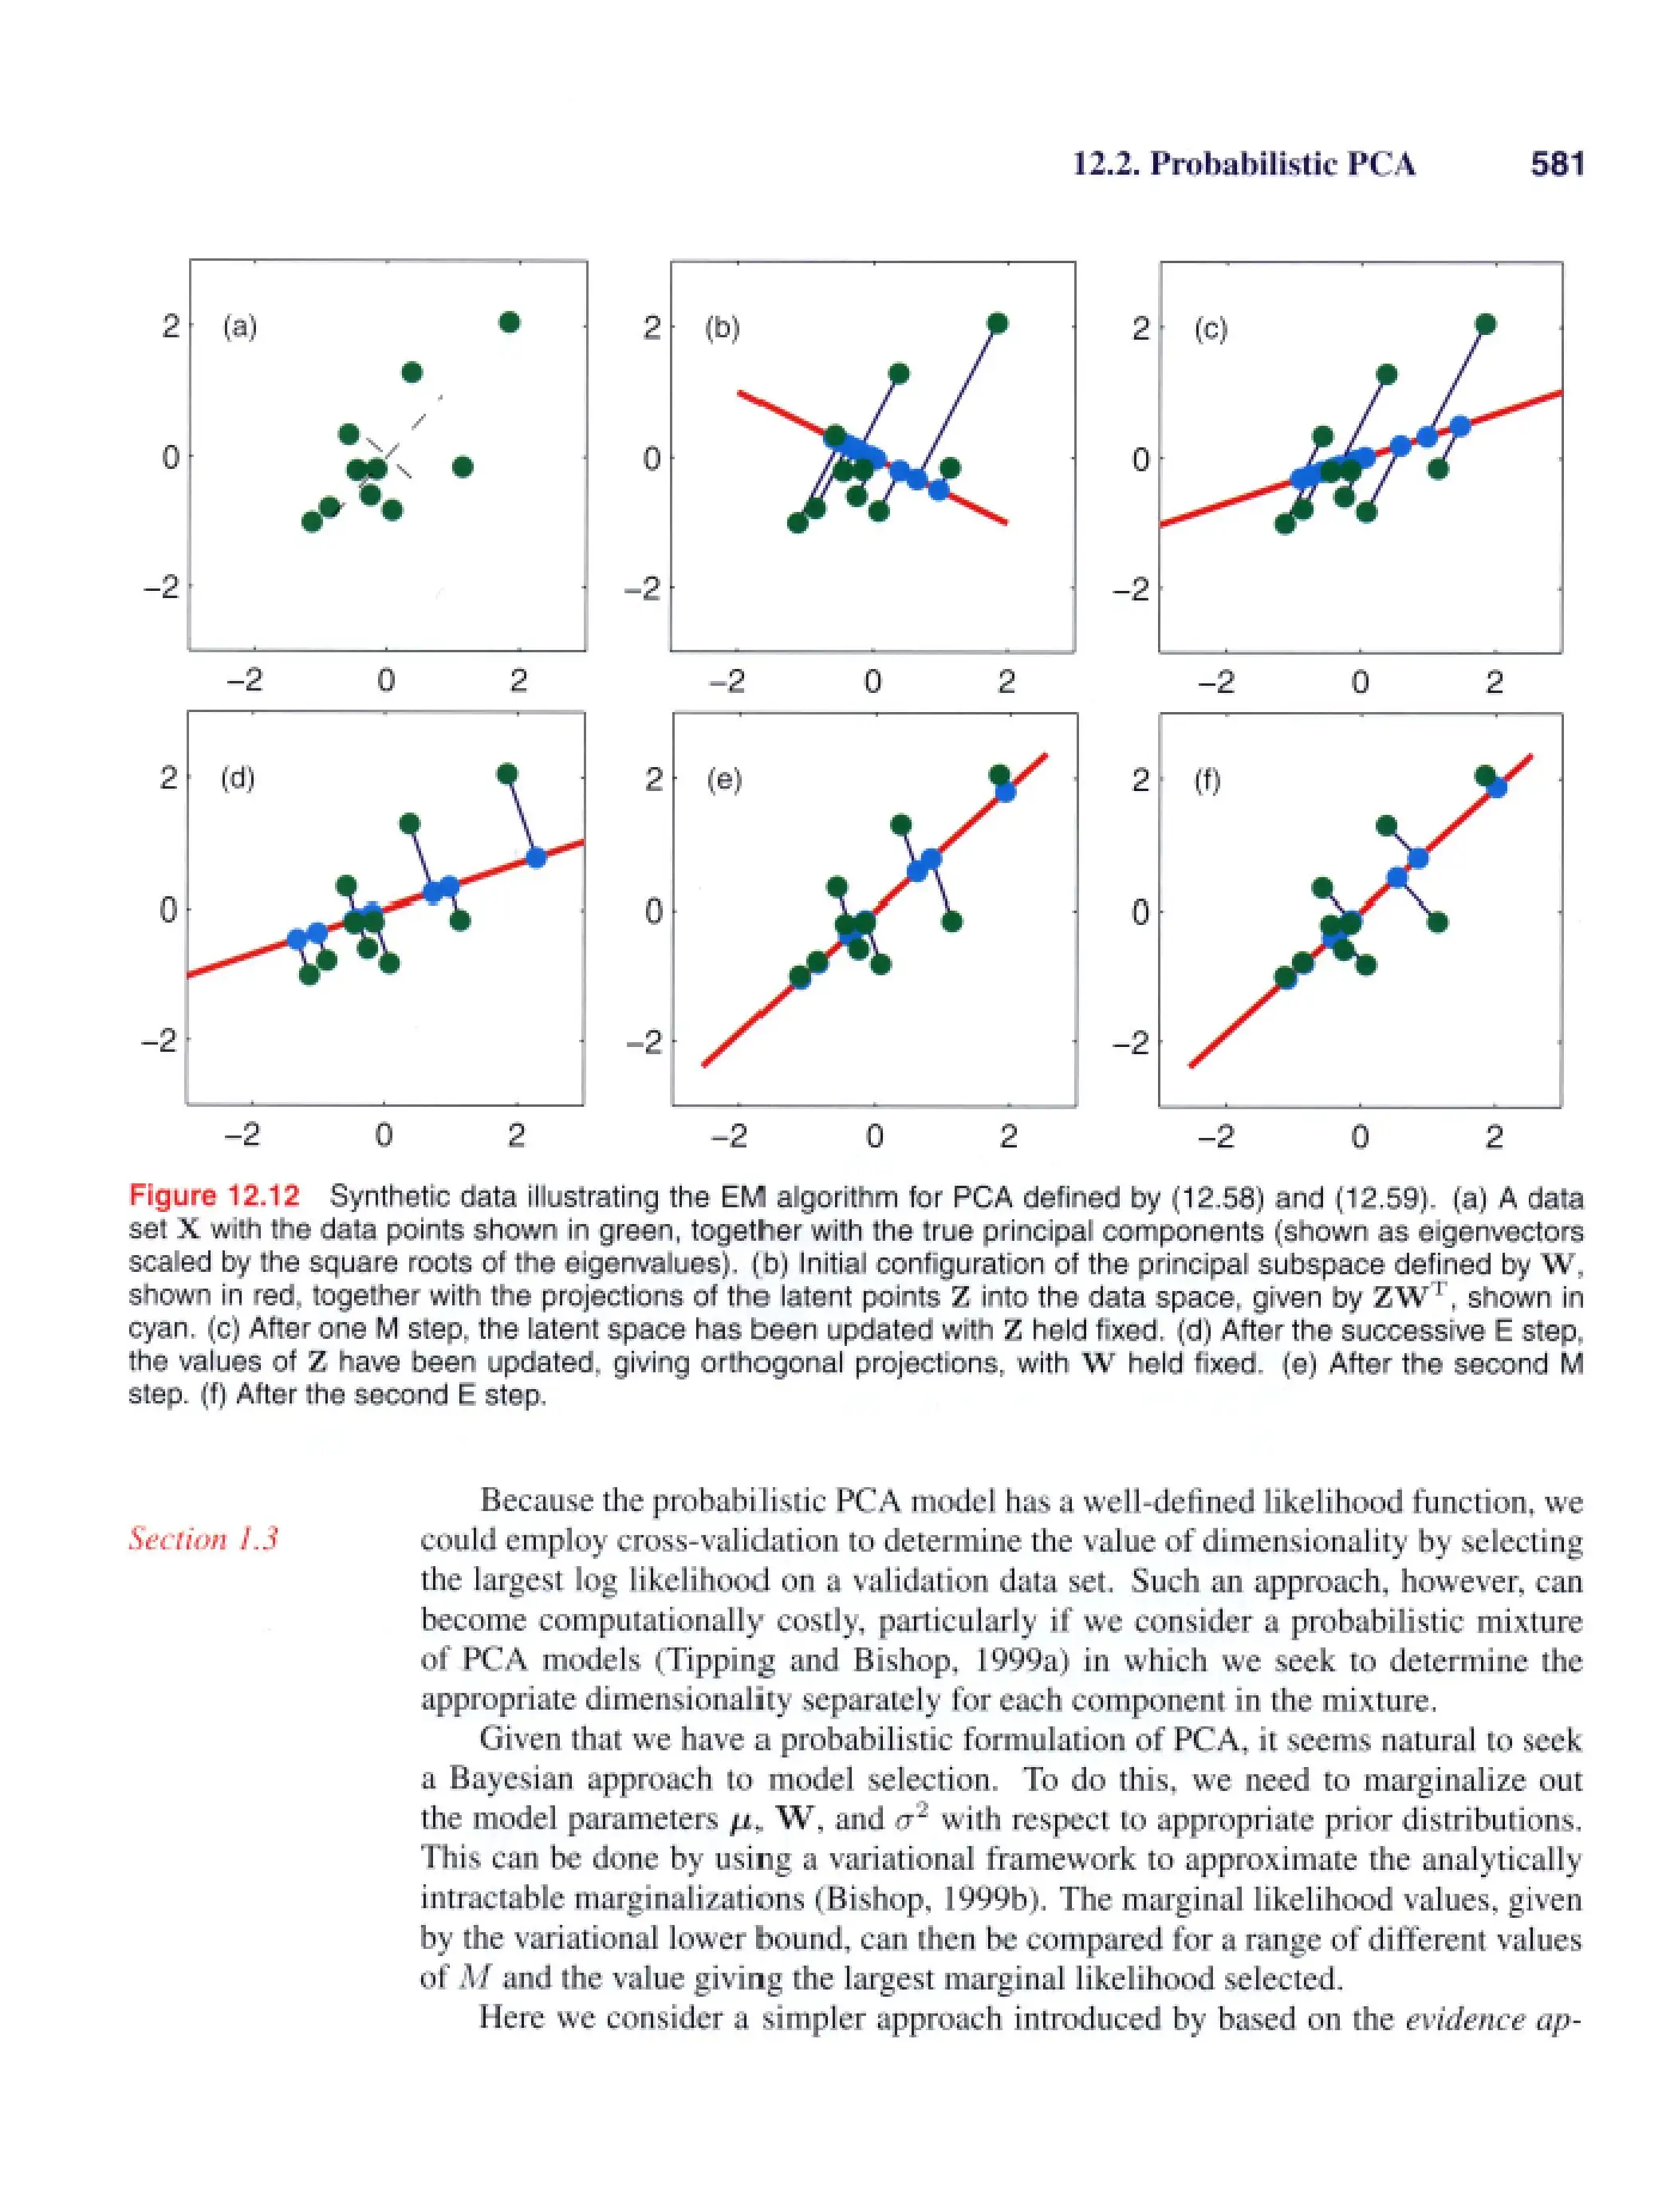 12.2. Probabilistic PCA 581
2 (a)
0
−2
−2 0 2
2 (b)
0
−2
−2 0 2
2 (c)
0
−2
−2 0 2
2 (d)
0
−2
−2 0 2
2 (e)
0
−2
−2 0 2
2 (f)
0
−2
−2 0 2
Figure 12.12 Synthetic data illustrating the EM algorithm for PCA defined by (12.58) and (12.59). (a) A data
set X with the data points shown in green, together with the true principal components (shown as eigenvectors
scaled by the square roots of the eigenvalues). (b) Initial configuration of the principal subspace defined by W,
shown in red, together with the projections of the latent points Z into the data space, given by ZWᵀ, shown in
cyan. (c) After one M step, the latent space has been updated with Z held fixed. (d) After the successive E step,
the values of Z have been updated, giving orthogonal projections, with W held fixed. (e) After the second M
step. (f) After the second E step.
Because the probabilistic PCA model has a well-defined likelihood function, we
Section 1.3 could employ cross-validation to determine the value of dimensionality by selecting
the largest log likelihood on a validation data set. Such an approach, however, can
become computationally costly, particularly if we consider a probabilistic mixture
of PCA models (Tipping and Bishop, 1999a) in which we seek to determine the
appropriate dimensionality separately for each component in the mixture.
Given that we have a probabilistic formulation of PCA, it seems natural to seek
a Bayesian approach to model selection. To do this, we need to marginalize out
the model parameters μ, W, and σ² with respect to appropriate prior distributions.
This can be done by using a variational framework to approximate the analytically
intractable marginalizations (Bishop, 1999b). The marginal likelihood values, given
by the variational lower bound, can then be compared for a range of different values
of M and the value giving the largest marginal likelihood selected.
Here we consider a simpler approach introduced by based on the evidence ap-